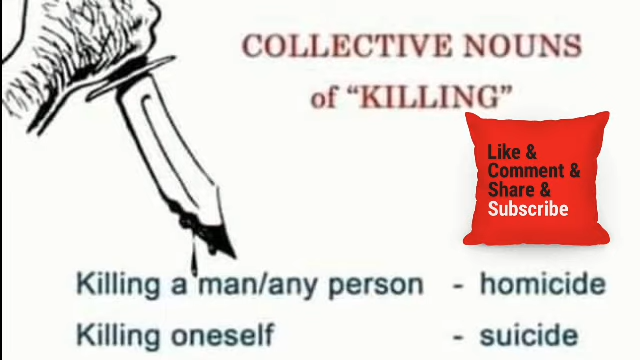 COLLECTIVE NOUNS
of “KILLING”
Like &
Comment &
Share &
Subscribe
Killing a man/any person - homicide
Killing oneself - suicide